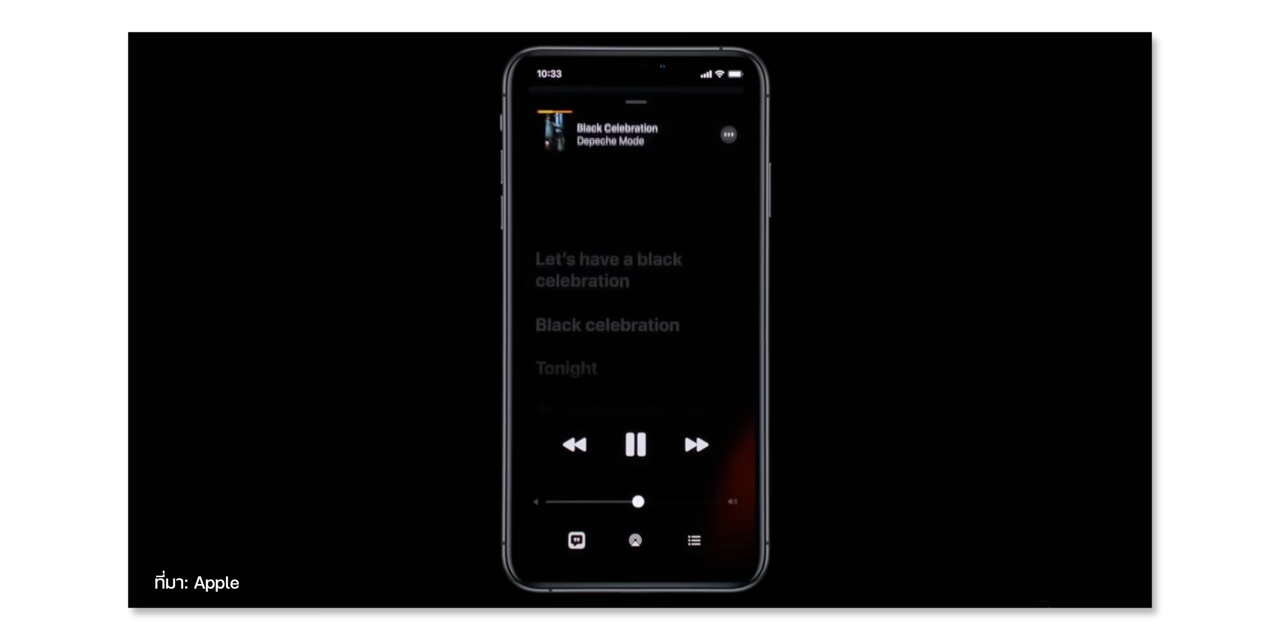 10:33
Black Celebration
Depeche Mode
Let's have a black
celebration
Black celebration
Tonight
ที่มา: Apple